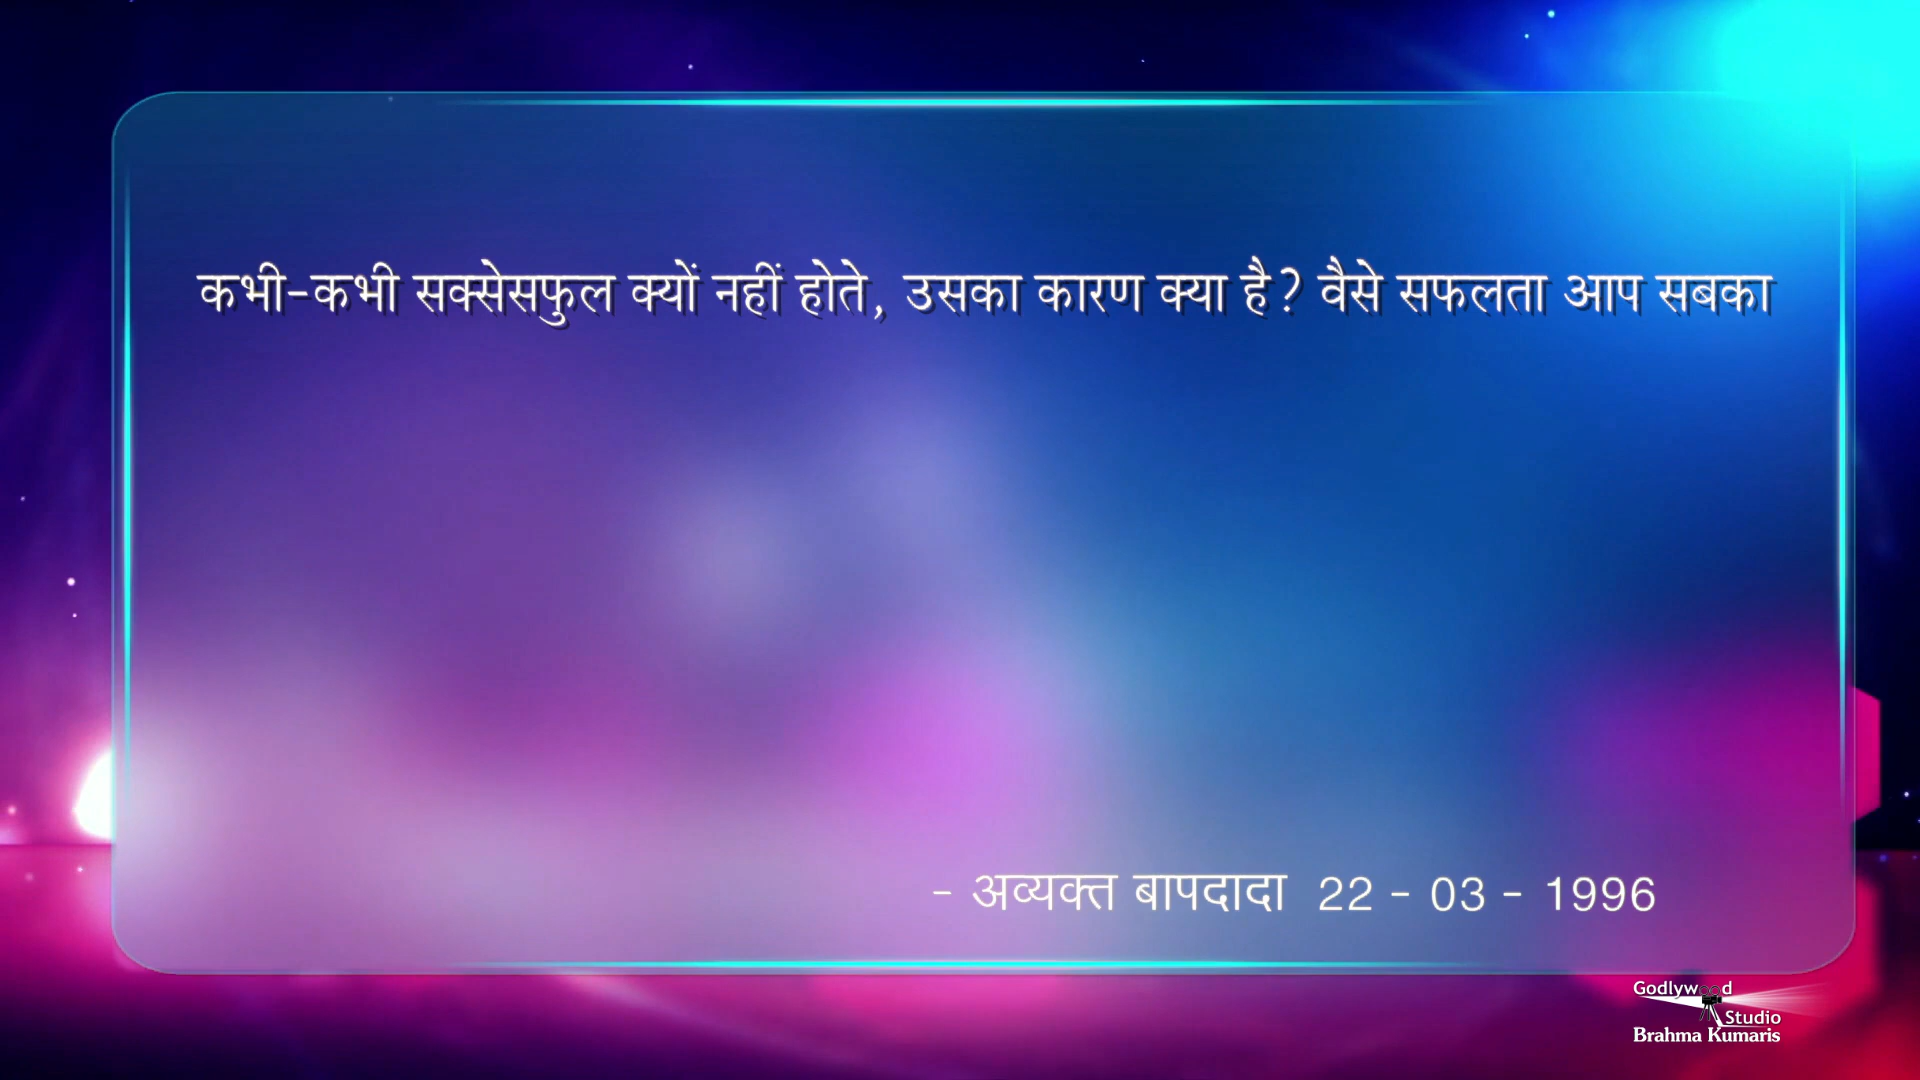 कभी-कभी सक्सेसफुल क्यों नहीं होते, उसका कारण क्या है? वैसे सफलता आप सबका
- अव्यक्त बापदादा 22 - 03 - 1996
Godlywood
Studio
Brahma Kumaris